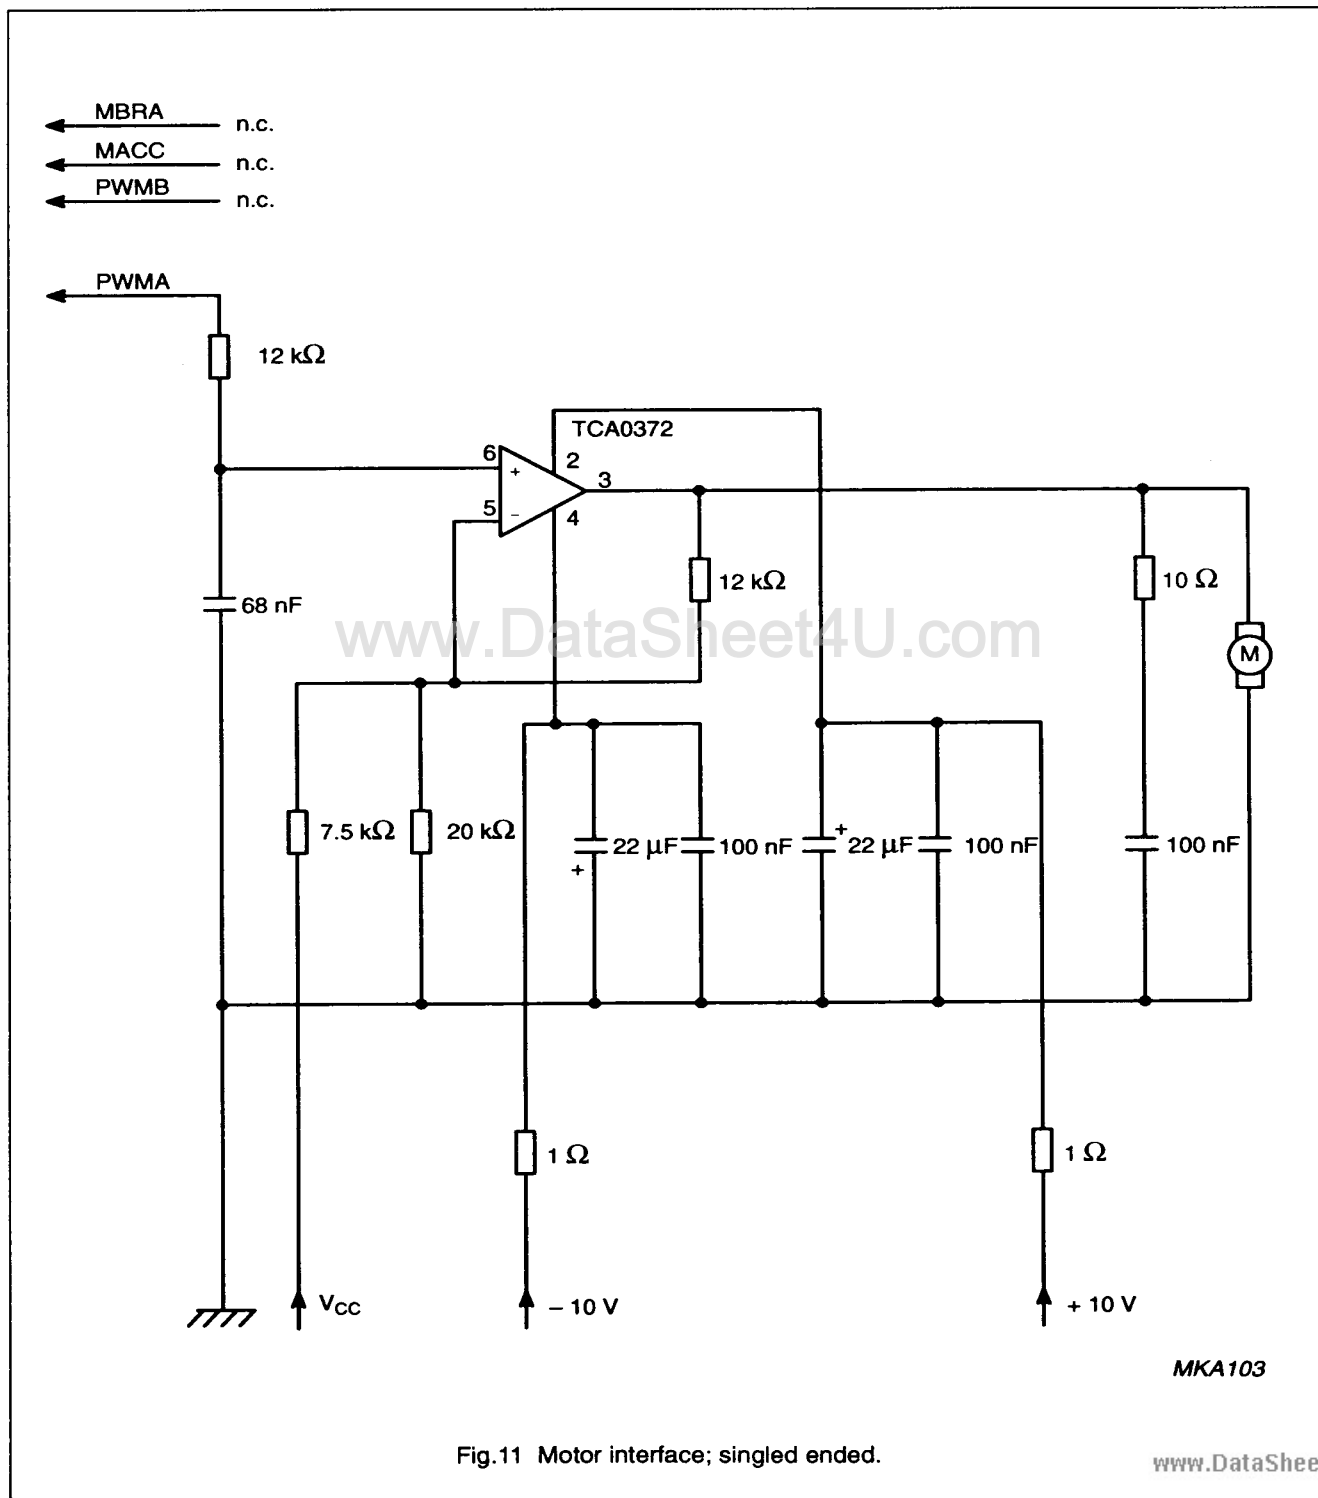 MBRA n.c.
MACC n.c.
PWMB n.c.
PWMA
12 kΩ
TCA0372
6 + 2
3
5 − 4
12 kΩ
10 Ω
68 nF
www.DataSheet4U.com
M
7.5 kΩ 20 kΩ 22 µF 100 nF + 22 µF 100 nF 100 nF
+
1 Ω 1 Ω
VCC − 10 V + 10 V
MKA103
Fig.11 Motor interface; singled ended.
www.DataShee